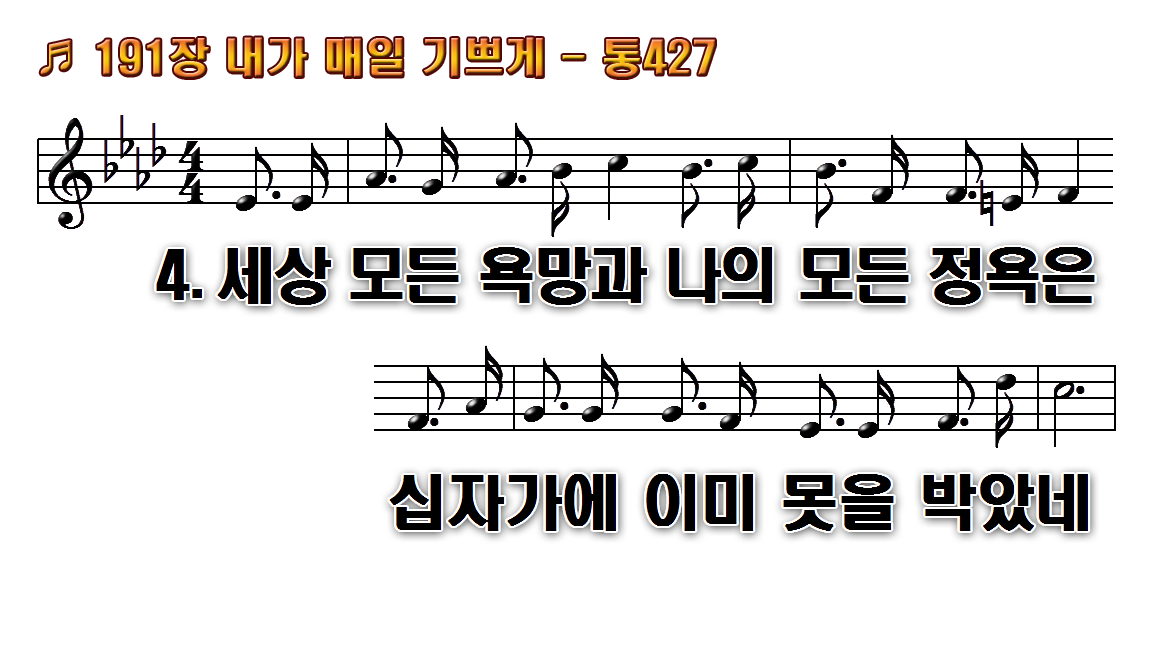 ♬ 191장 내가 매일 기쁘게 - 통427
4. 세상 모든 욕망과 나의 모든 정욕은
십자가에 이미 못을 박았네